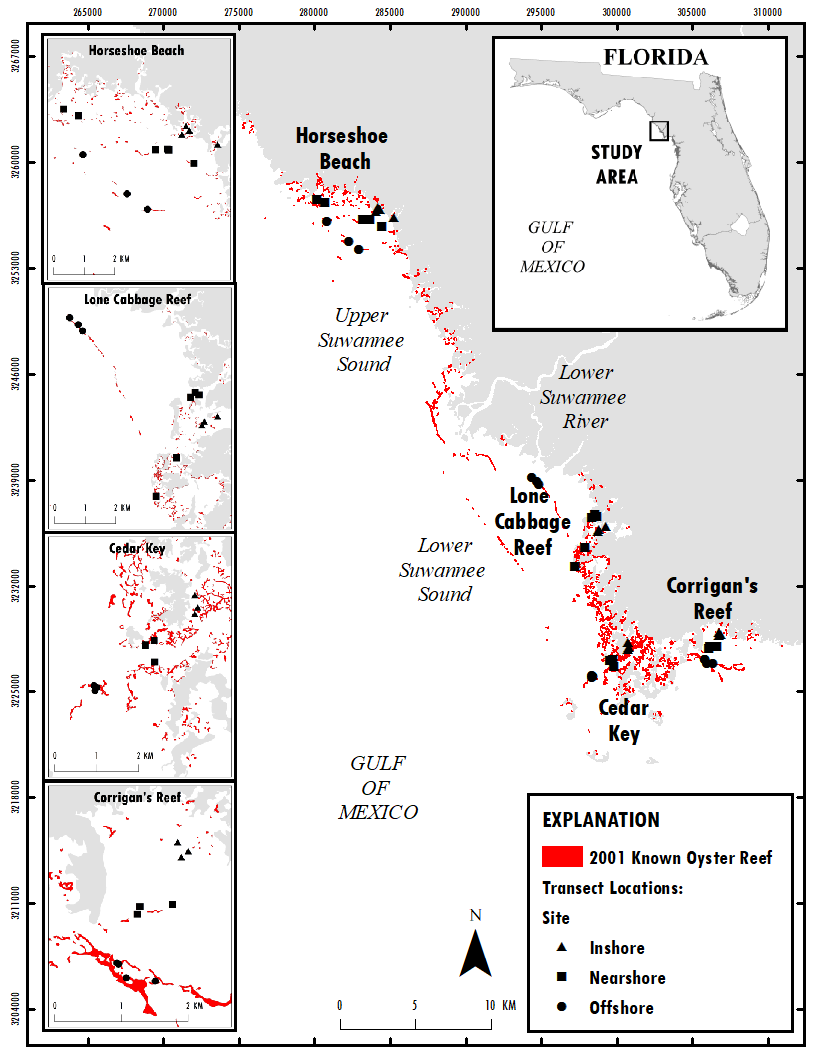 265000 270000 275000 280000 285000 290000 295000 300000 305000 310000
3267000
3260000
3253000
3246000
3239000
3232000
3225000
3218000
3211000
3204000
Horseshoe Beach
0 1 2 KM
Lone Cabbage Reef
0 1 2 KM
Cedar Key
0 1 2 KM
Corrigan's Reef
0 1 2 KM
FLORIDA
STUDY
AREA
GULF
OF
MEXICO
Horseshoe
Beach
Upper
Suwannee
Sound
Lower
Suwannee
River
Lone
Cabbage
Reef
Lower
Suwannee
Sound
Corrigan's
Reef
Cedar
Key
GULF
OF
MEXICO
N
0 5 10 KM
EXPLANATION
2001 Known Oyster Reef
Transect Locations:
Site
Inshore
Nearshore
Offshore